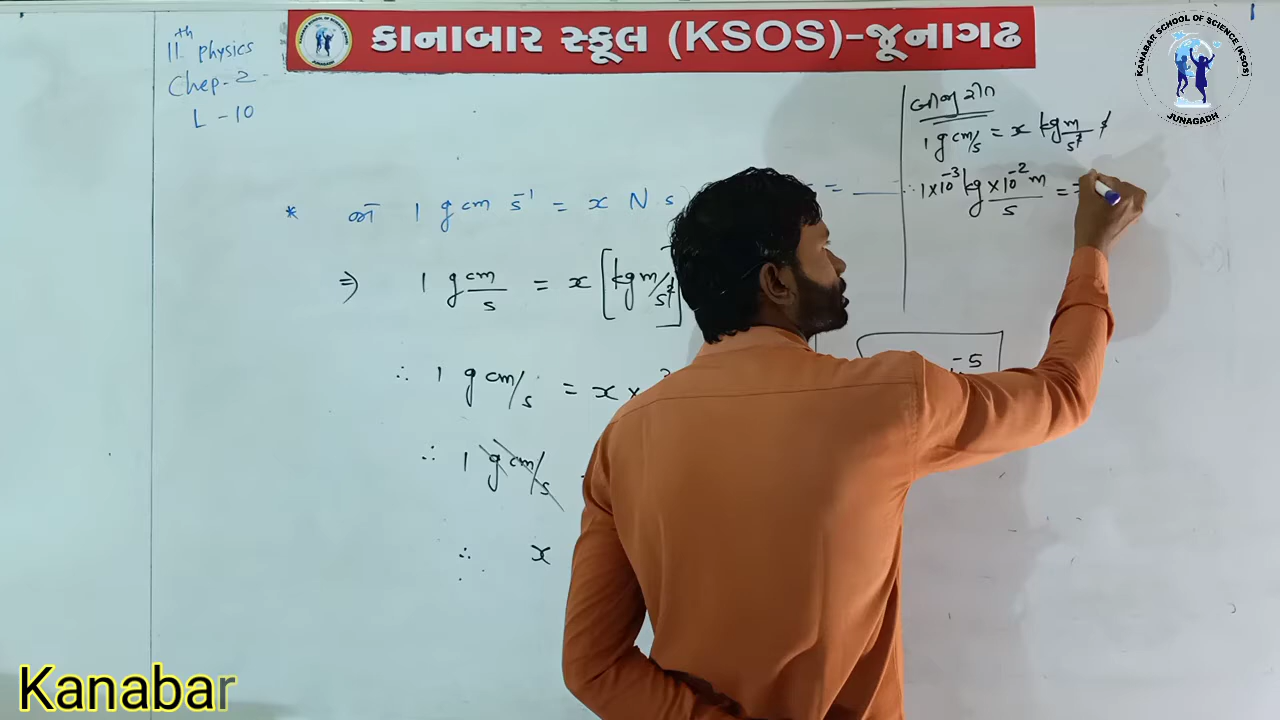 કાનાબાર સ્કૂલ (KSOS)-જૂનાગઢ
KANABAR SCHOOL OF SCIENCE (KSOS)
JUNAGADH
11th physics
Chep-2
L-10
* જો 1 g cm s⁻¹ = x N s
= ___
⇒ 1 g cm/s = x [kg m/s²
∴ 1 g cm/s = x ×
∴ 1 g cm/s
∴ x
-5
બીજી રીત
1 g cm/s = x kg m/s²
∴ 1×10⁻³ kg × 10⁻² m/s =
Kanabar